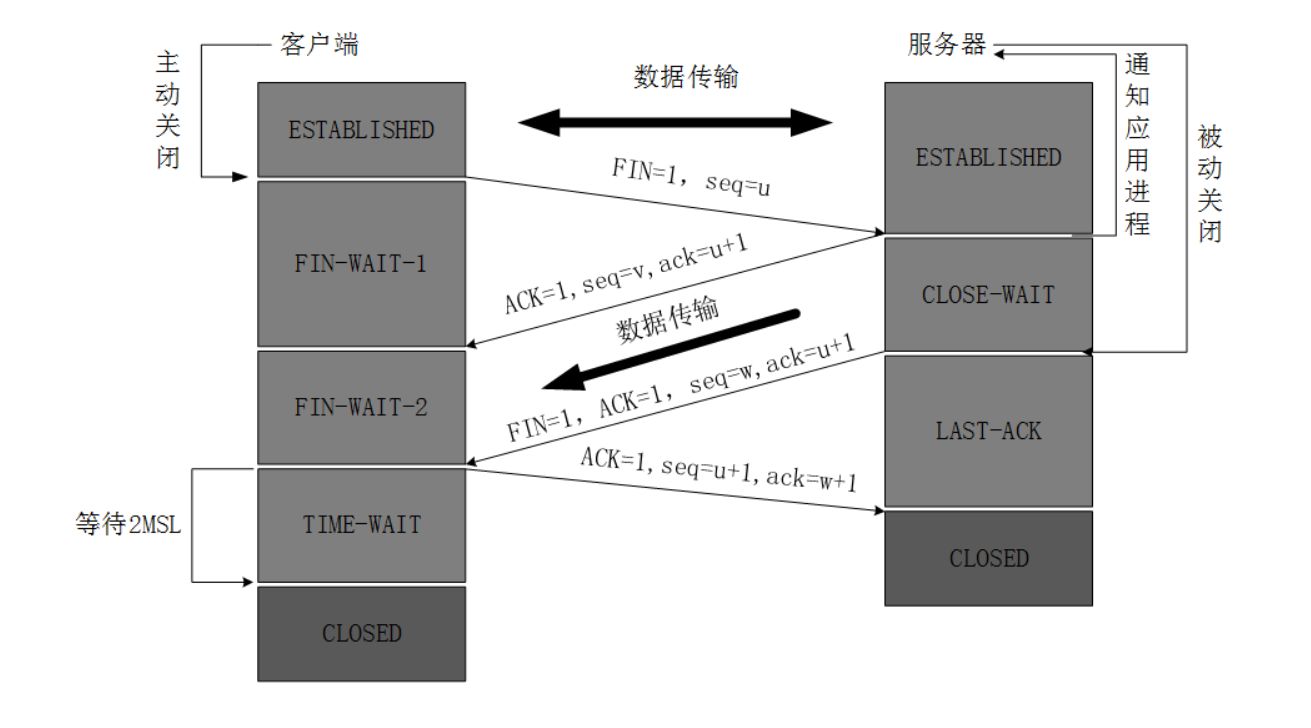 客户端
服务器
主动关闭
数据传输
通知应用进程
被动关闭
ESTABLISHED
ESTABLISHED
FIN=1, seq=u
FIN-WAIT-1
ACK=1,seq=v,ack=u+1
CLOSE-WAIT
数据传输
FIN=1, ACK=1, seq=w,ack=u+1
FIN-WAIT-2
LAST-ACK
ACK=1,seq=u+1,ack=w+1
等待2MSL
TIME-WAIT
CLOSED
CLOSED